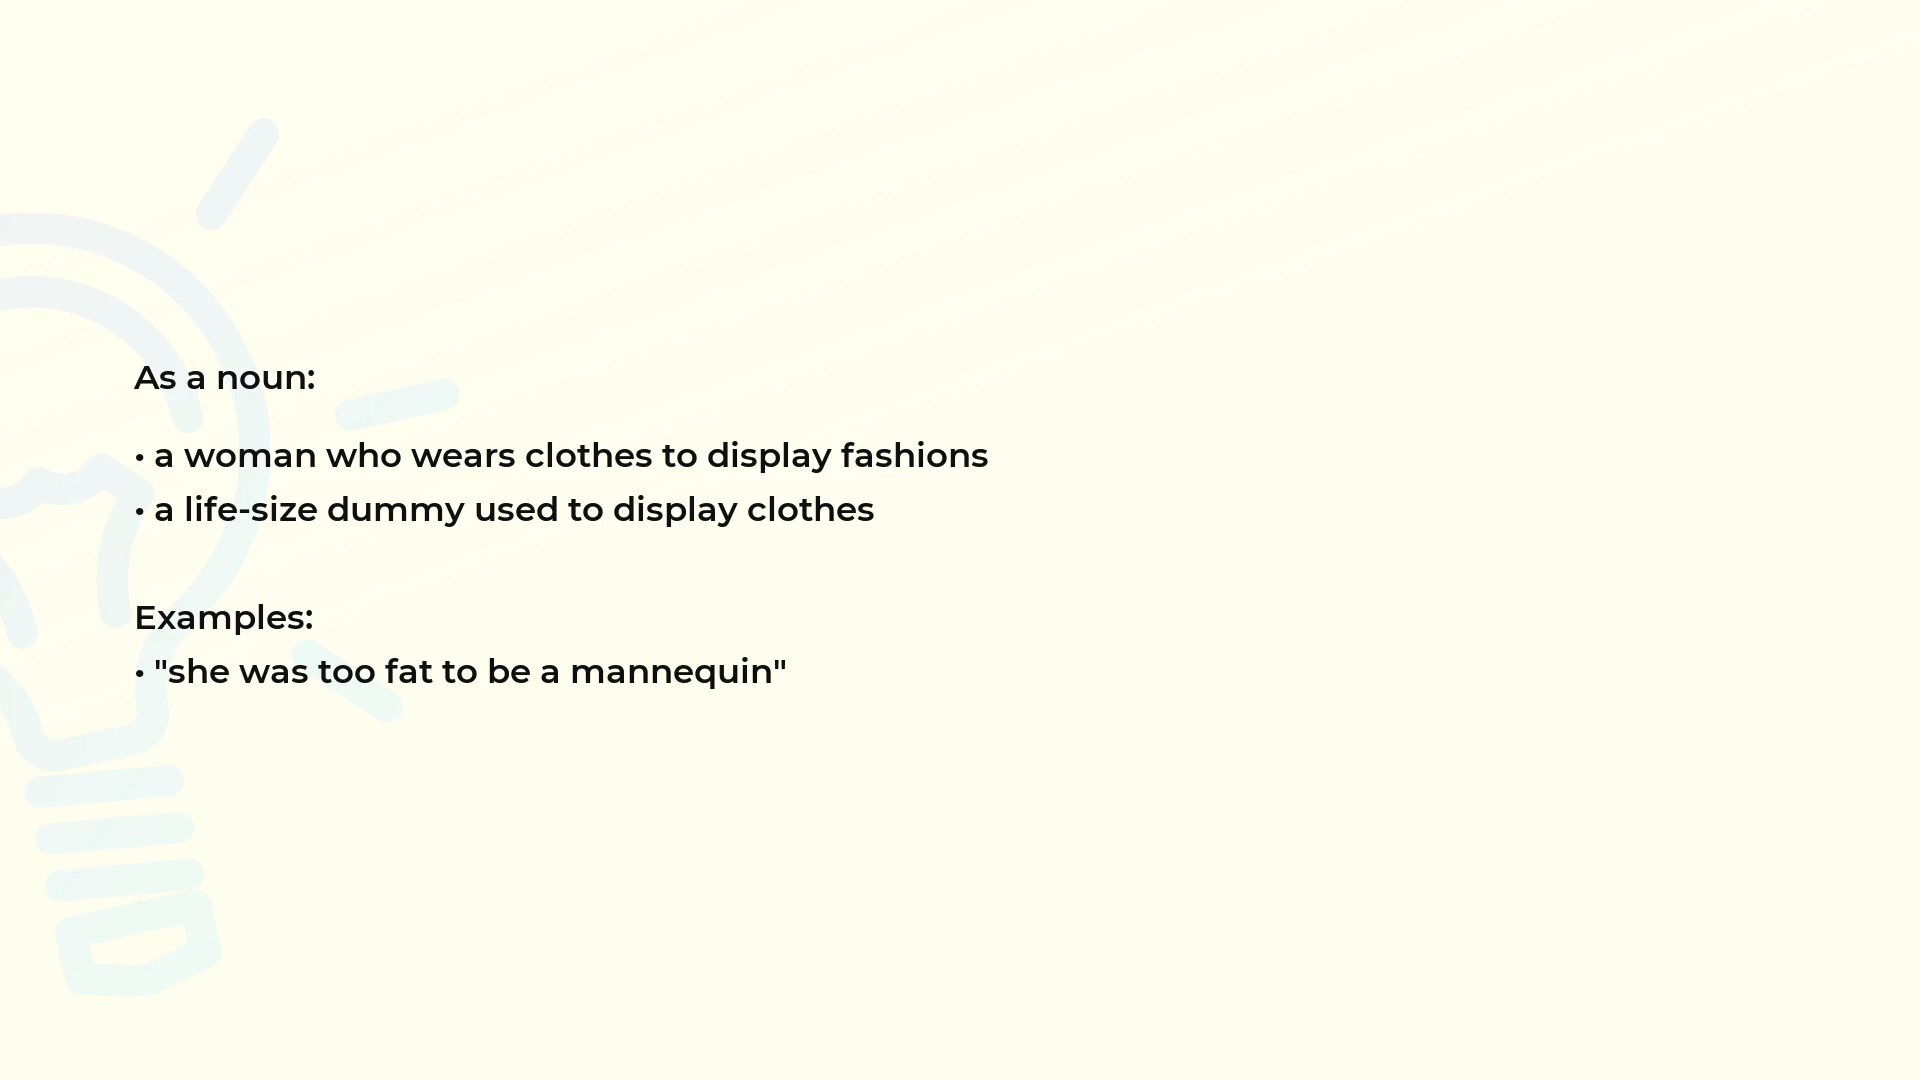 As a noun:
• a woman who wears clothes to display fashions
• a life-size dummy used to display clothes
Examples:
• "she was too fat to be a mannequin"